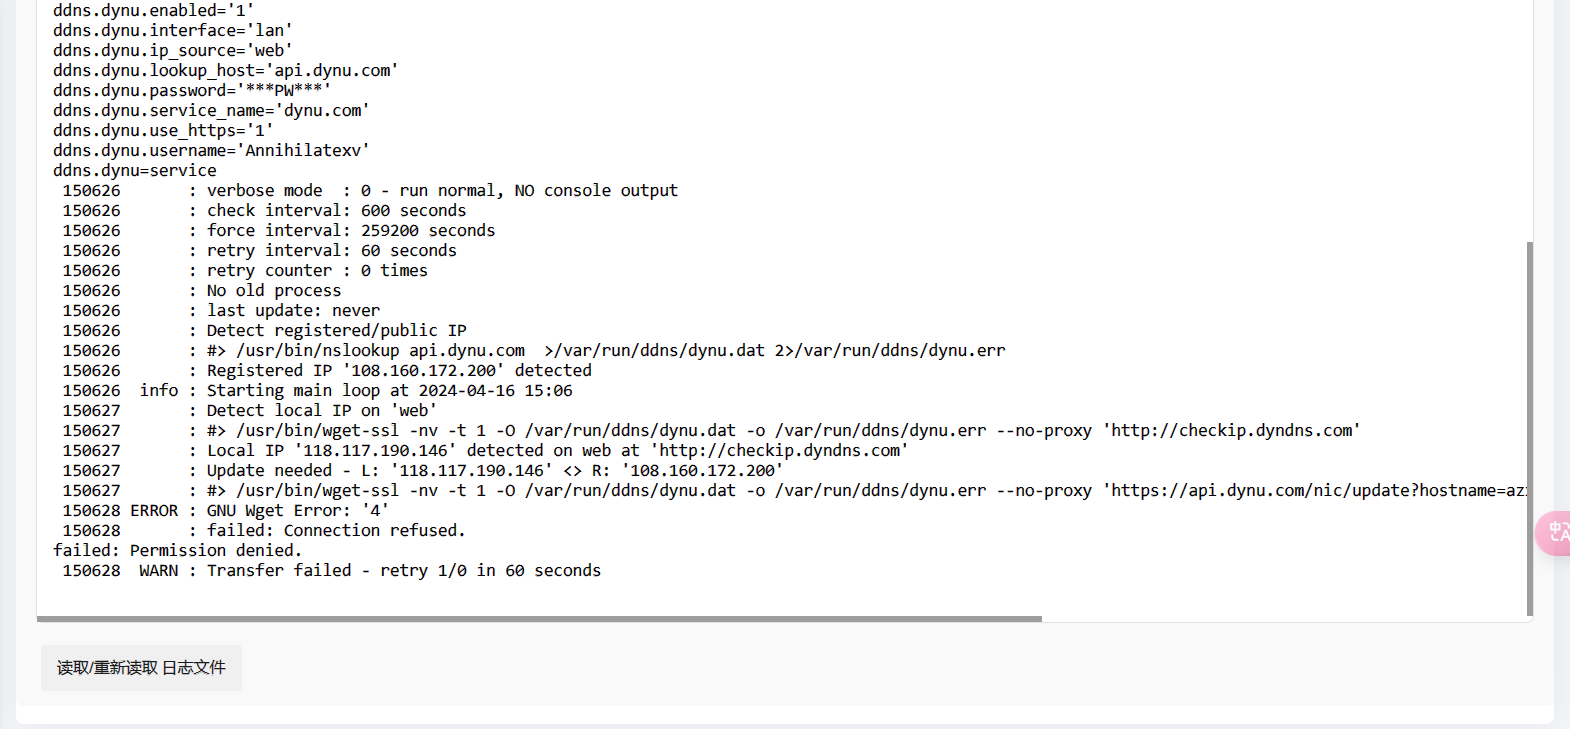 ddns.dynu.enabled='1'
ddns.dynu.interface='lan'
ddns.dynu.ip_source='web'
ddns.dynu.lookup_host='api.dynu.com'
ddns.dynu.password='***PW***'
ddns.dynu.service_name='dynu.com'
ddns.dynu.use_https='1'
ddns.dynu.username='Annihilatexv'
ddns.dynu=service
150626       : verbose mode  : 0 - run normal, NO console output
150626       : check interval: 600 seconds
150626       : force interval: 259200 seconds
150626       : retry interval: 60 seconds
150626       : retry counter : 0 times
150626       : No old process
150626       : last update: never
150626       : Detect registered/public IP
150626       : #> /usr/bin/nslookup api.dynu.com  >/var/run/ddns/dynu.dat 2>/var/run/ddns/dynu.err
150626       : Registered IP '108.160.172.200' detected
150626  info : Starting main loop at 2024-04-16 15:06
150627       : Detect local IP on 'web'
150627       : #> /usr/bin/wget-ssl -nv -t 1 -O /var/run/ddns/dynu.dat -o /var/run/ddns/dynu.err --no-proxy 'http://checkip.dyndns.com'
150627       : Local IP '118.117.190.146' detected on web at 'http://checkip.dyndns.com'
150627       : Update needed - L: '118.117.190.146' <> R: '108.160.172.200'
150627       : #> /usr/bin/wget-ssl -nv -t 1 -O /var/run/ddns/dynu.dat -o /var/run/ddns/dynu.err --no-proxy 'https://api.dynu.com/nic/update?hostname=az
150628 ERROR : GNU Wget Error: '4'
150628       : failed: Connection refused.
failed: Permission denied.
150628  WARN : Transfer failed - retry 1/0 in 60 seconds
读取/重新读取 日志文件